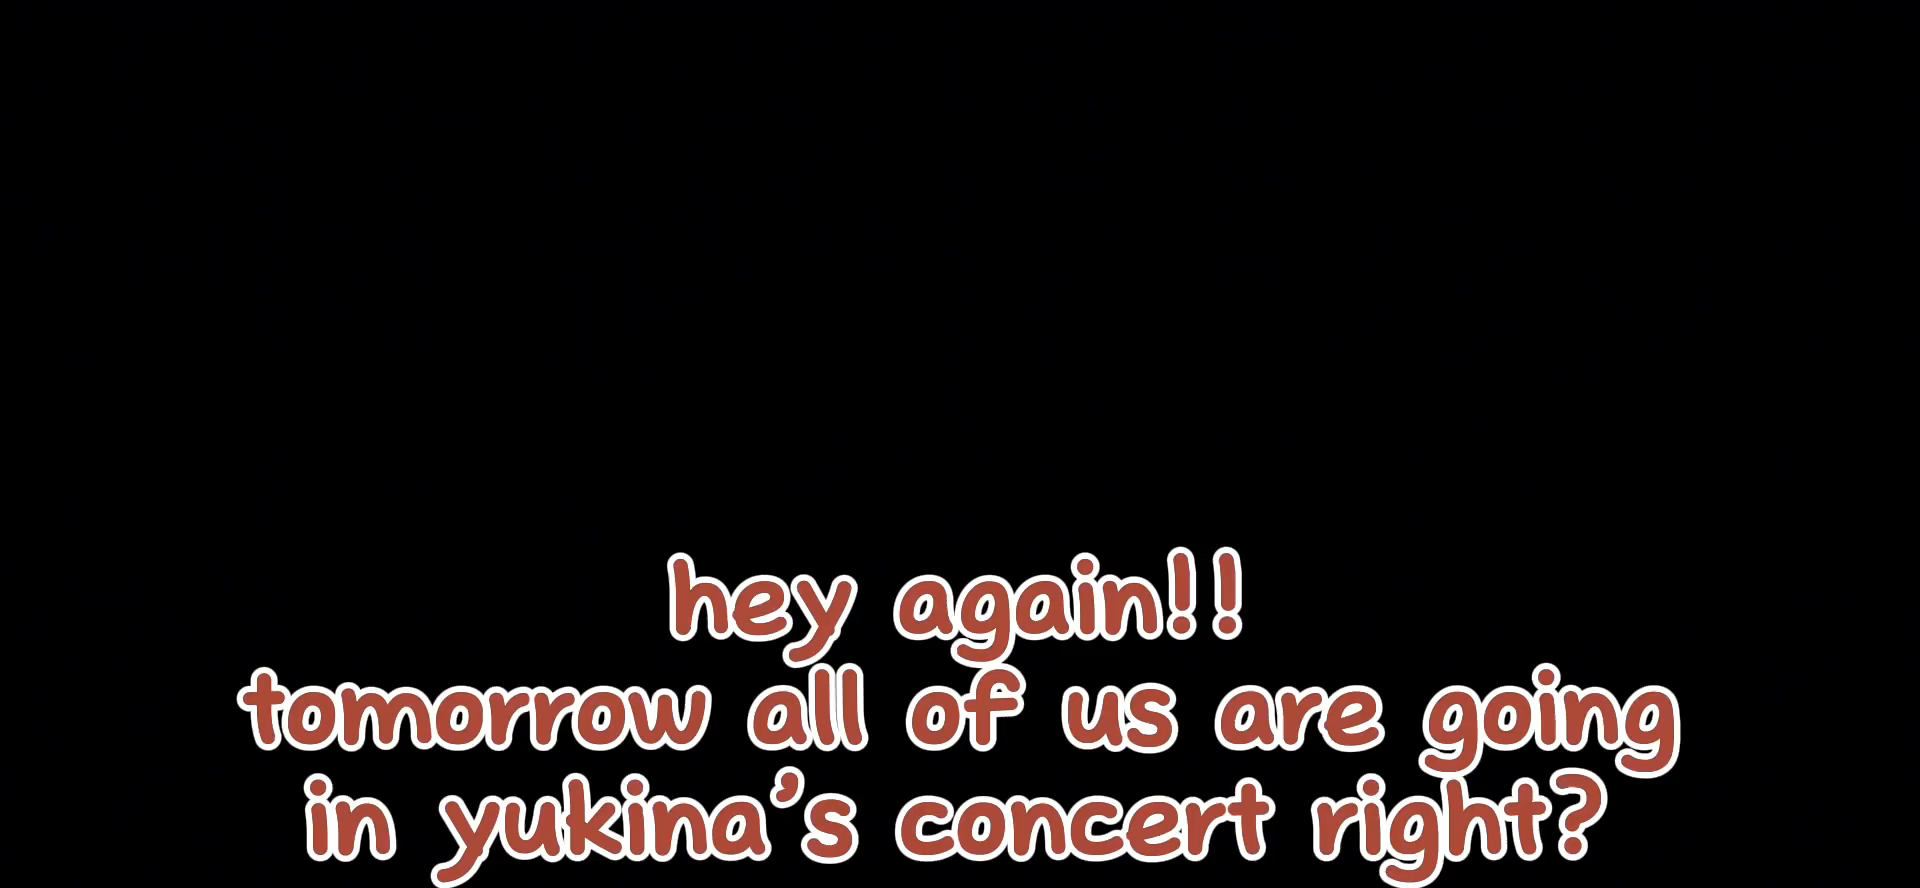 hey again!!
tomorrow all of us are going
in yukina’s concert right?